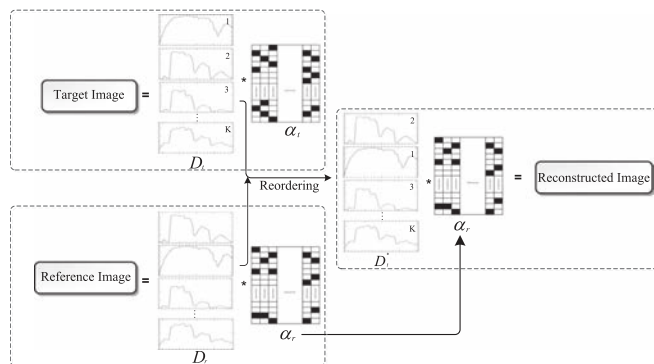 Target Image = * 
1
2
3
K
D_t
α_t
Reordering
Reference Image = *
D_r
α_r
2
1
3
K
* = Reconstructed Image
D_t^*
α_r